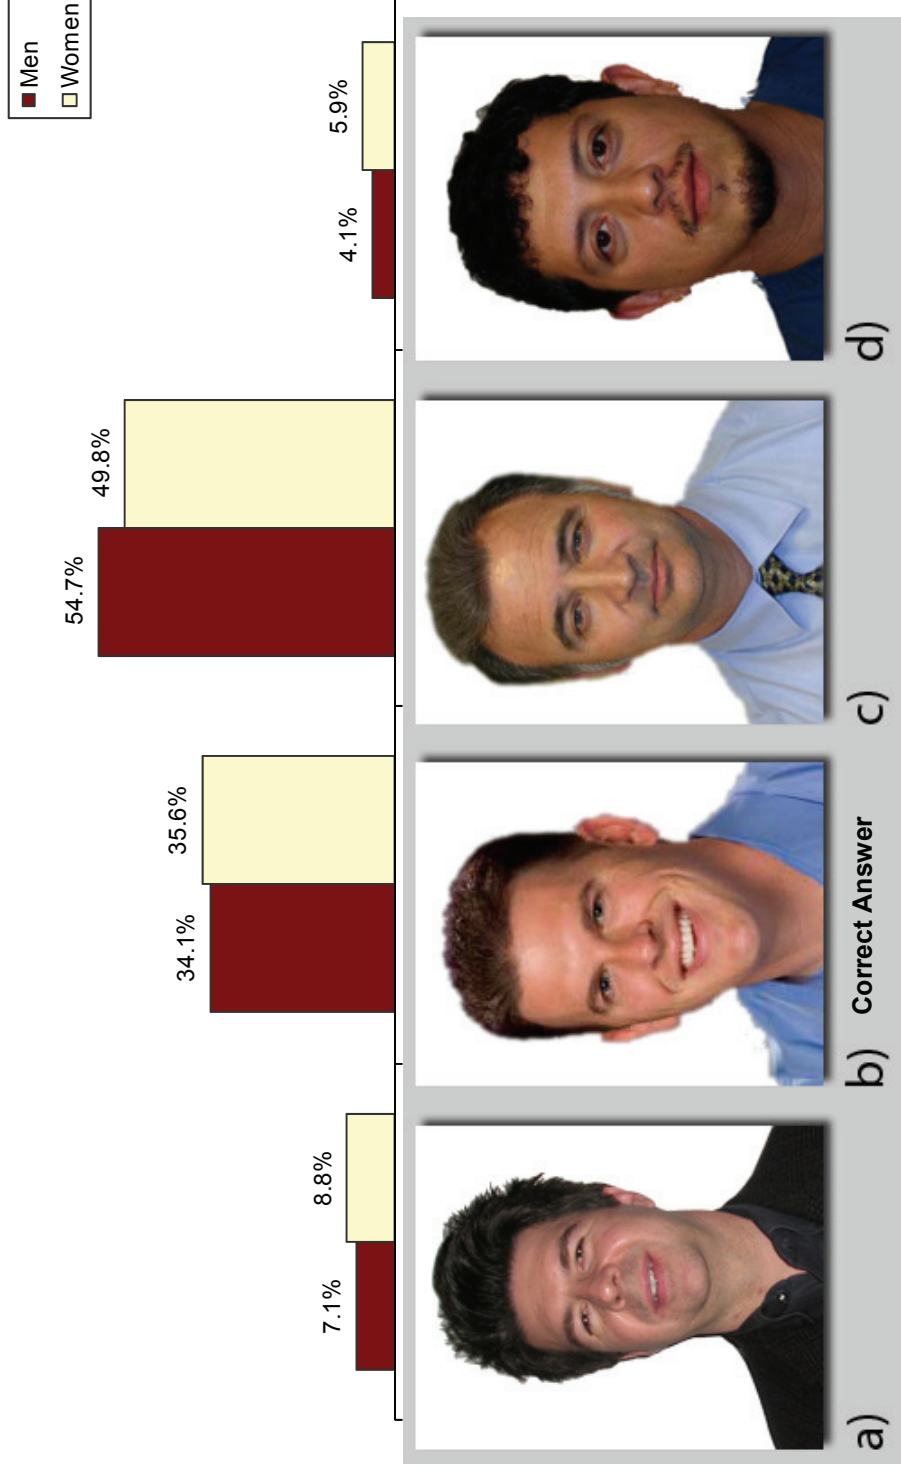 Men
Women
7.1%
8.8%
34.1%
35.6%
54.7%
49.8%
4.1%
5.9%
a)
b) Correct Answer
c)
d)